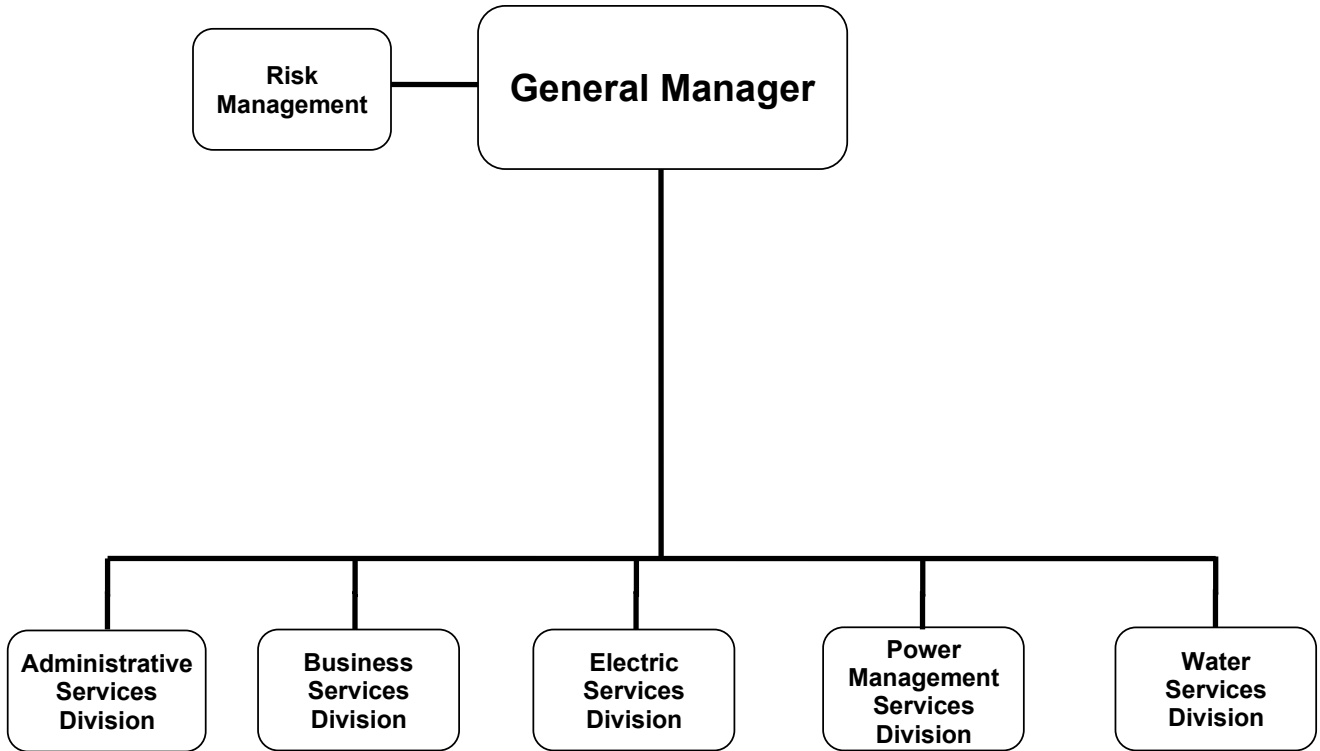 Risk
Management
General Manager
Administrative
Services
Division
Business
Services
Division
Electric
Services
Division
Power
Management
Services
Division
Water
Services
Division